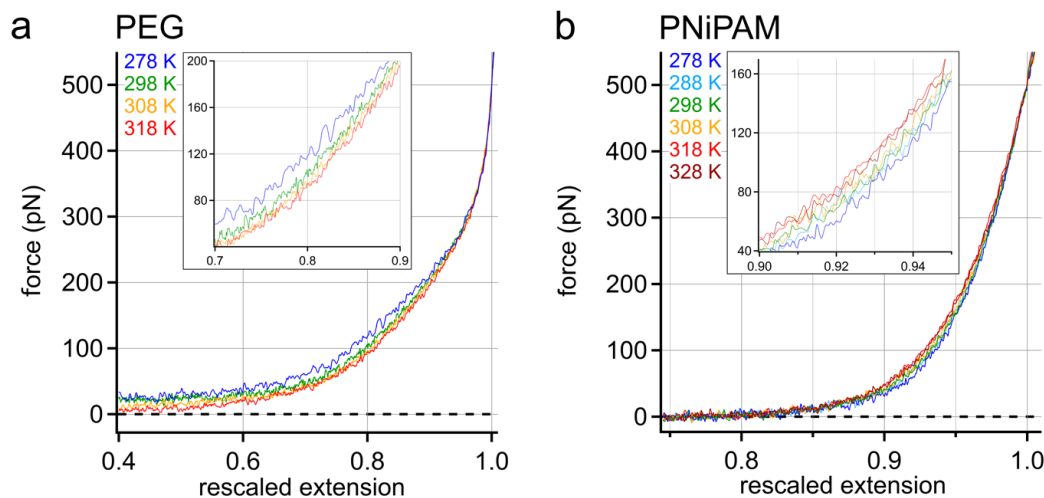 a PEG
278 K
298 K
308 K
318 K
500
400
300
200
100
0
force (pN)
0.4 0.6 0.8 1.0
rescaled extension
200
160
120
80
0.7 0.8 0.9
b PNiPAM
278 K
288 K
298 K
308 K
318 K
328 K
500
400
300
200
100
0
force (pN)
0.8 0.9 1.0
rescaled extension
160
120
80
40
0.90 0.92 0.94